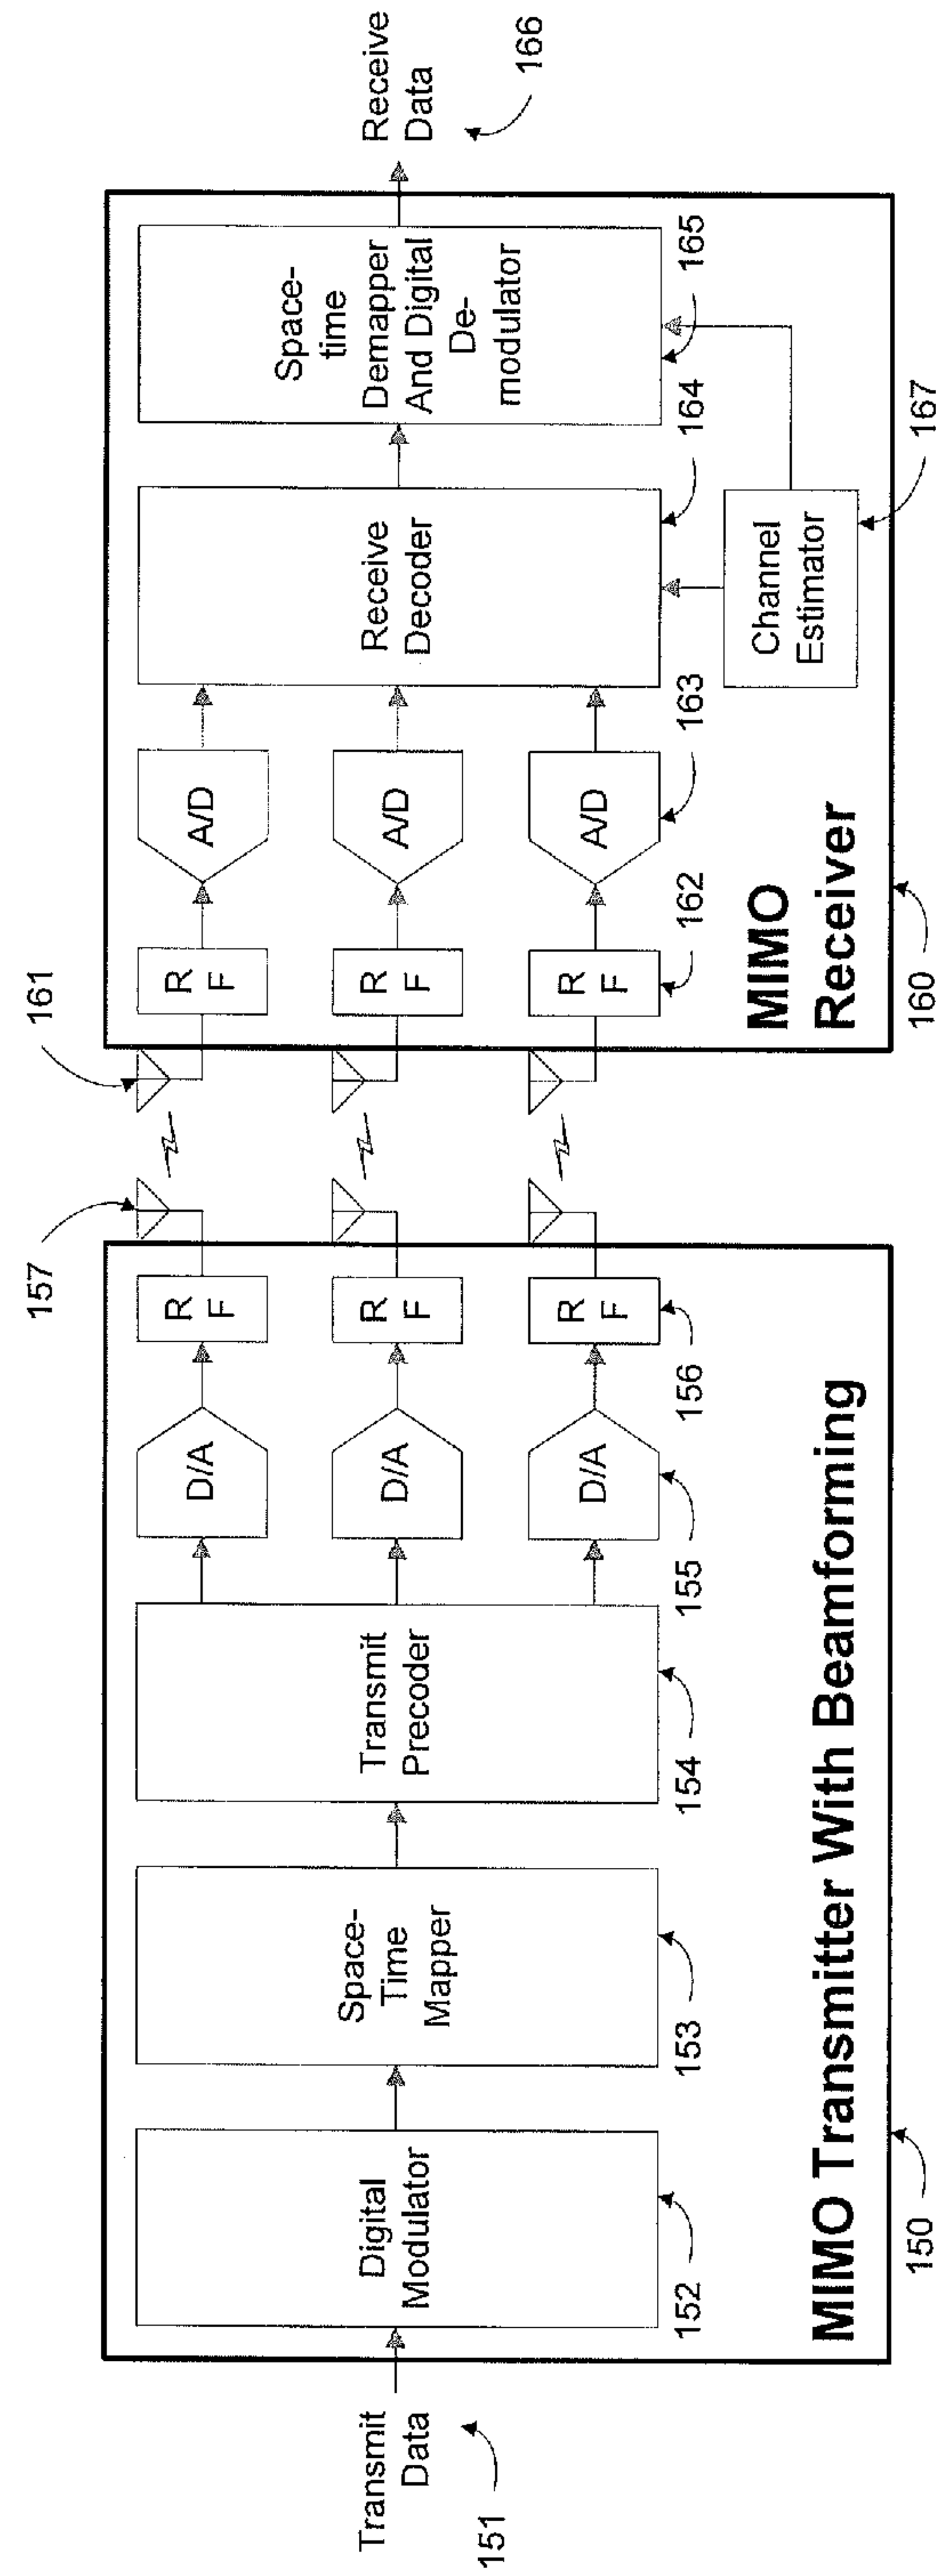 Transmit
Data
151
Digital
Modulator
152
Space-
Time
Mapper
153
Transmit
Precoder
154
D/A
D/A
D/A
155
R
F
R
F
R
F
156
157
MIMO Transmitter With Beamforming
150
161
R
F
R
F
R
F
162
A/D
A/D
A/D
163
Receive
Decoder
164
Space-
time
Demapper
And Digital
De-
modulator
165
Channel
Estimator
167
MIMO
Receiver
160
Receive
Data
166